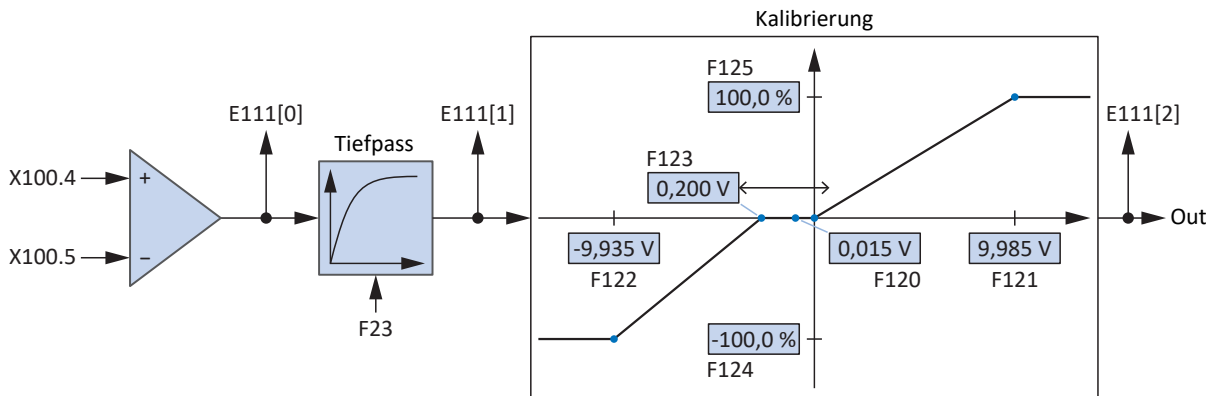 Kalibrierung
F125
100,0 %
E111[0]
E111[1]
E111[2]
Tiefpass
F123
0,200 V
X100.4
+
X100.5
–
Out
-9,935 V
F122
0,015 V
F120
9,985 V
F121
F23
-100,0 %
F124